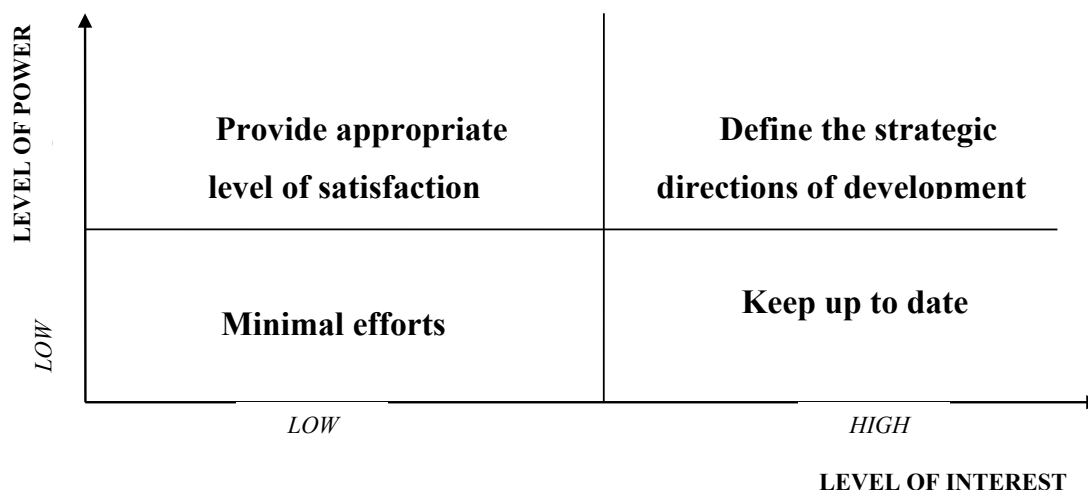 LEVEL OF POWER
Provide appropriate
level of satisfaction
Define the strategic
directions of development
LOW
Minimal efforts
Keep up to date
LOW
HIGH
LEVEL OF INTEREST